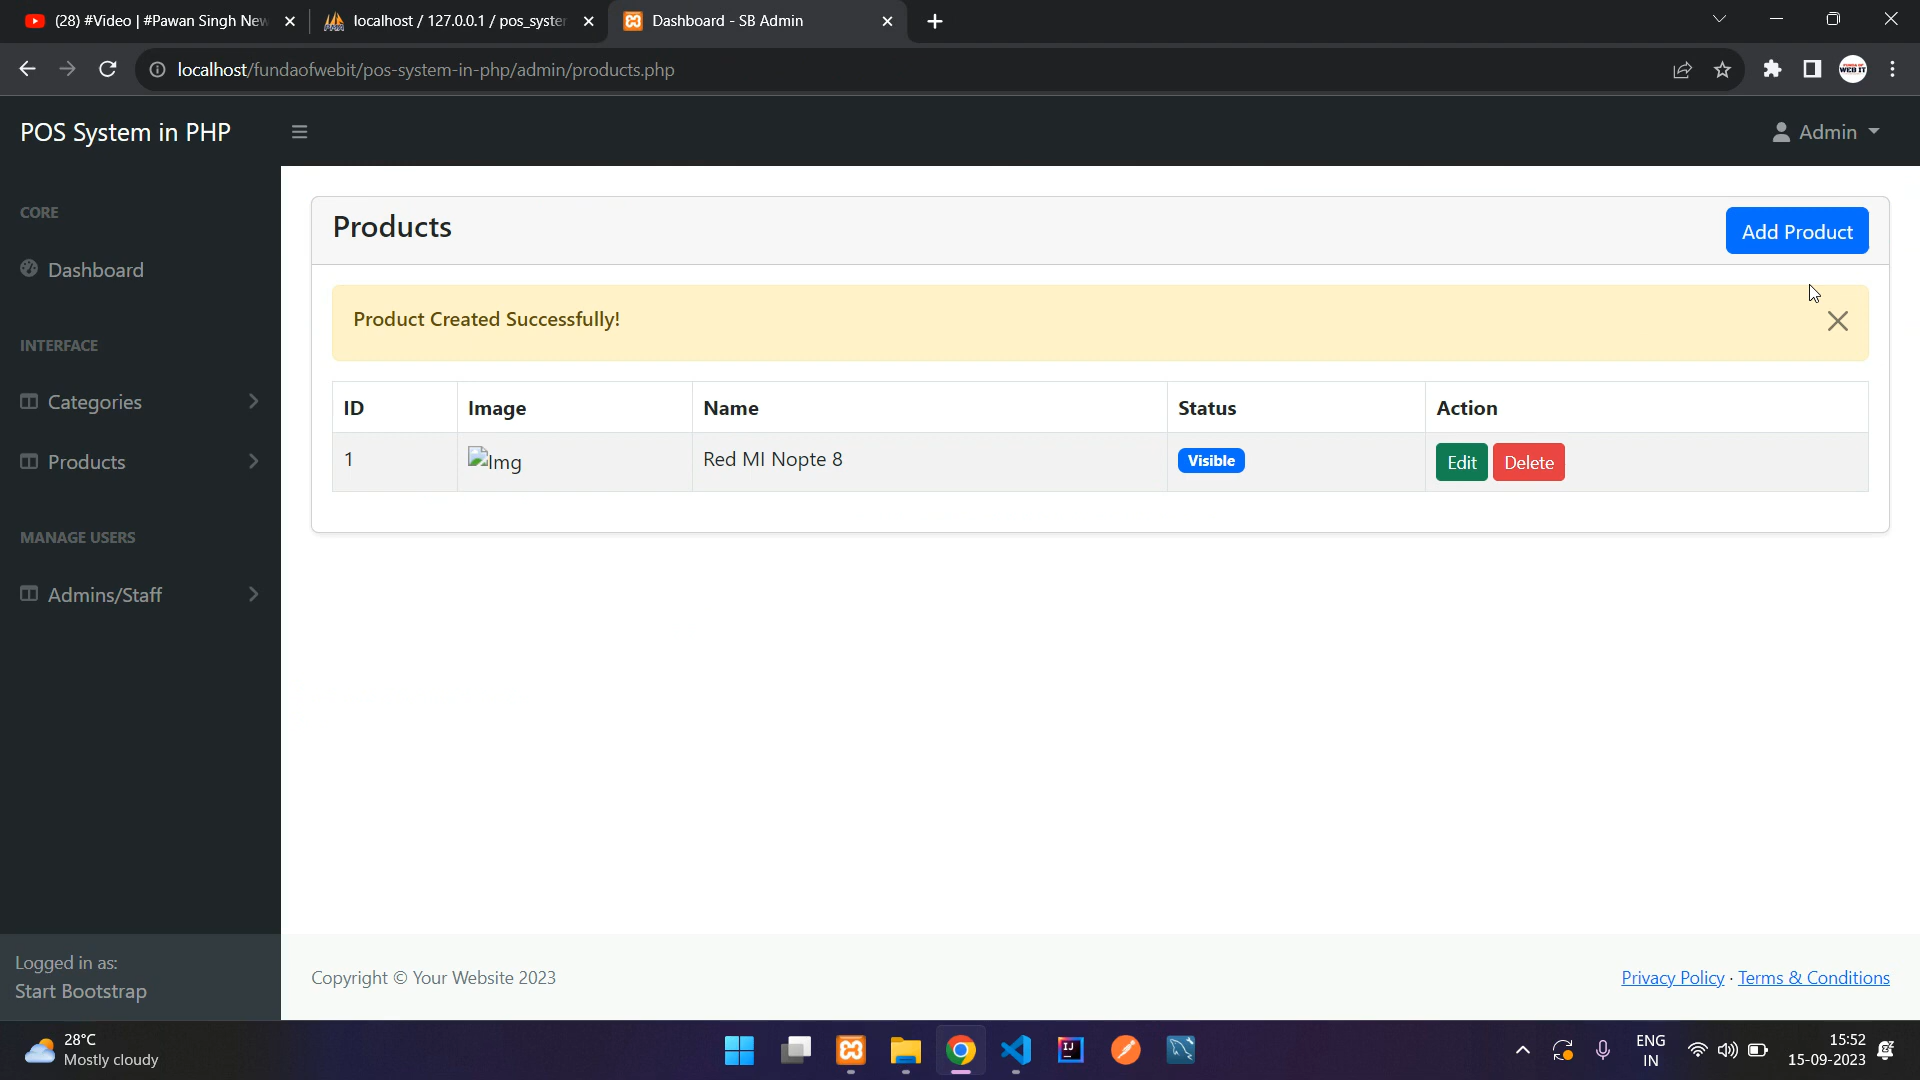 (28) #Video | #Pawan Singh New
localhost / 127.0.0.1 / pos_syste
Dashboard - SB Admin
localhost/fundaofwebit/pos-system-in-php/admin/products.php
WEB IT
POS System in PHP
Admin
CORE
Dashboard
INTERFACE
Categories
Products
MANAGE USERS
Admins/Staff
Logged in as:
Start Bootstrap
Products
Add Product
Product Created Successfully!
ID Image Name Status Action
1 Img Red MI Nopte 8 Visible Edit Delete
Copyright © Your Website 2023
Privacy Policy · Terms & Conditions
28°C
Mostly cloudy
ENG
IN
15:52
15-09-2023